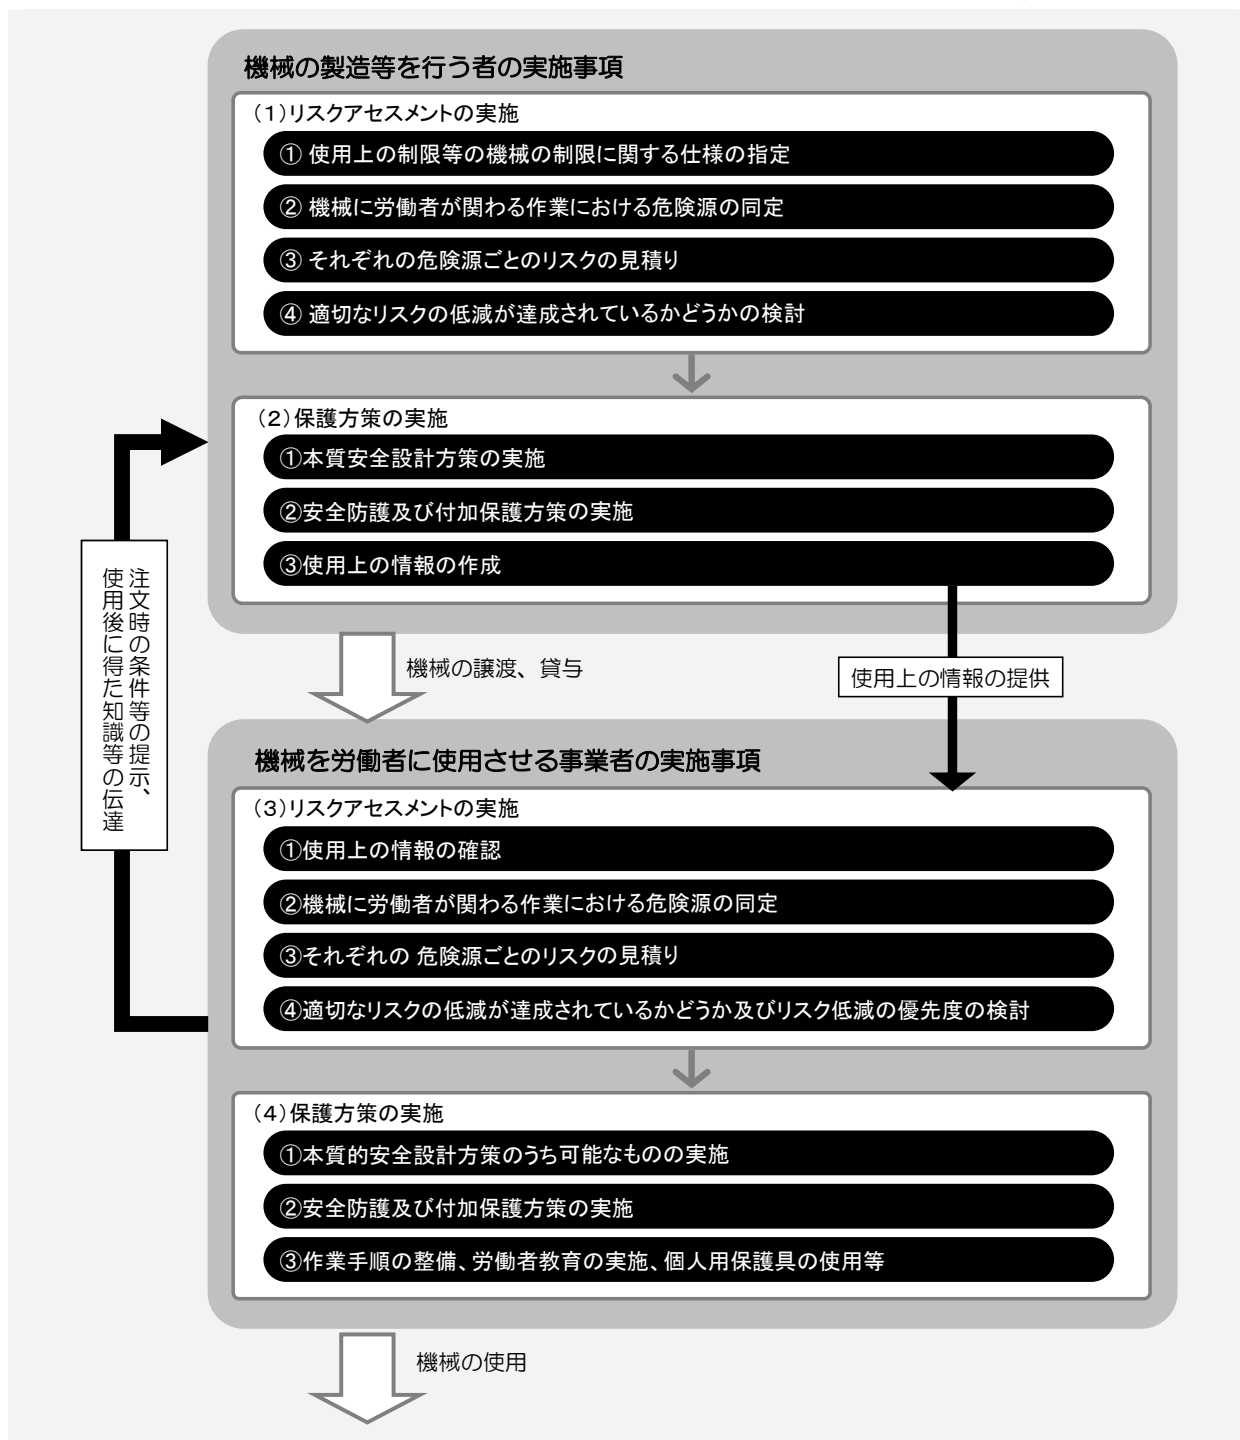 機械の製造等を行う者の実施事項
（１）リスクアセスメントの実施
① 使用上の制限等の機械の制限に関する仕様の指定
② 機械に労働者が関わる作業における危険源の同定
③ それぞれの危険源ごとのリスクの見積り
④ 適切なリスクの低減が達成されているかどうかの検討
（２）保護方策の実施
①本質安全設計方策の実施
②安全防護及び付加保護方策の実施
③使用上の情報の作成
注文時の条件等の提示、
使用後に得た知識等の伝達
機械の譲渡、貸与
使用上の情報の提供
機械を労働者に使用させる事業者の実施事項
（３）リスクアセスメントの実施
①使用上の情報の確認
②機械に労働者が関わる作業における危険源の同定
③それぞれの 危険源ごとのリスクの見積り
④適切なリスクの低減が達成されているかどうか及びリスク低減の優先度の検討
（４）保護方策の実施
①本質的安全設計方策のうち可能なものの実施
②安全防護及び付加保護方策の実施
③作業手順の整備、労働者教育の実施、個人用保護具の使用等
機械の使用